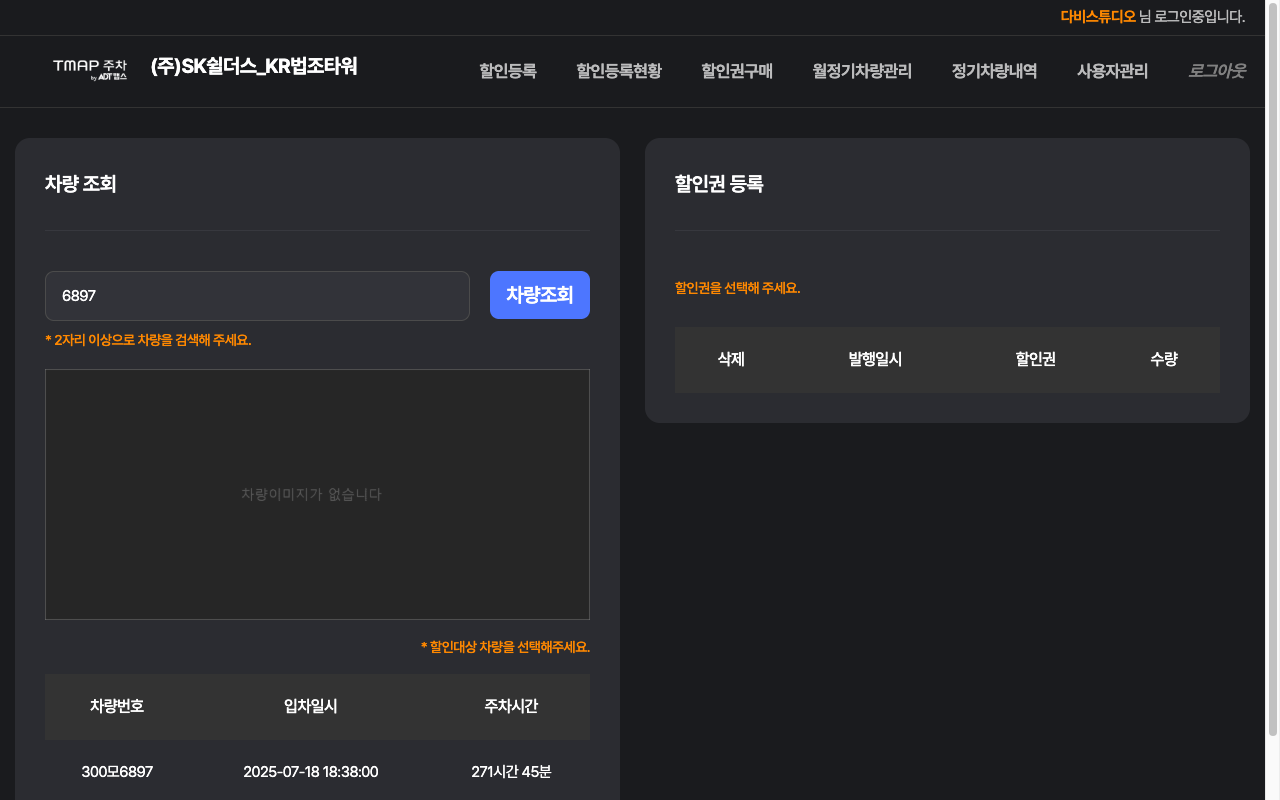 다비스튜디오 님 로그인중입니다.
TMAP 주차
by ADT캡스
(주)SK쉴더스_KR법조타워
할인등록
할인등록현황
할인권구매
월정기차량관리
정기차량내역
사용자관리
로그아웃
차량 조회
6897
차량조회
* 2자리 이상으로 차량을 검색해 주세요.
차량이미지가 없습니다
* 할인대상 차량을 선택해주세요.
차량번호 입차일시 주차시간
300모6897 2025-07-18 18:38:00 271시간 45분
할인권 등록
할인권을 선택해 주세요.
삭제 발행일시 할인권 수량